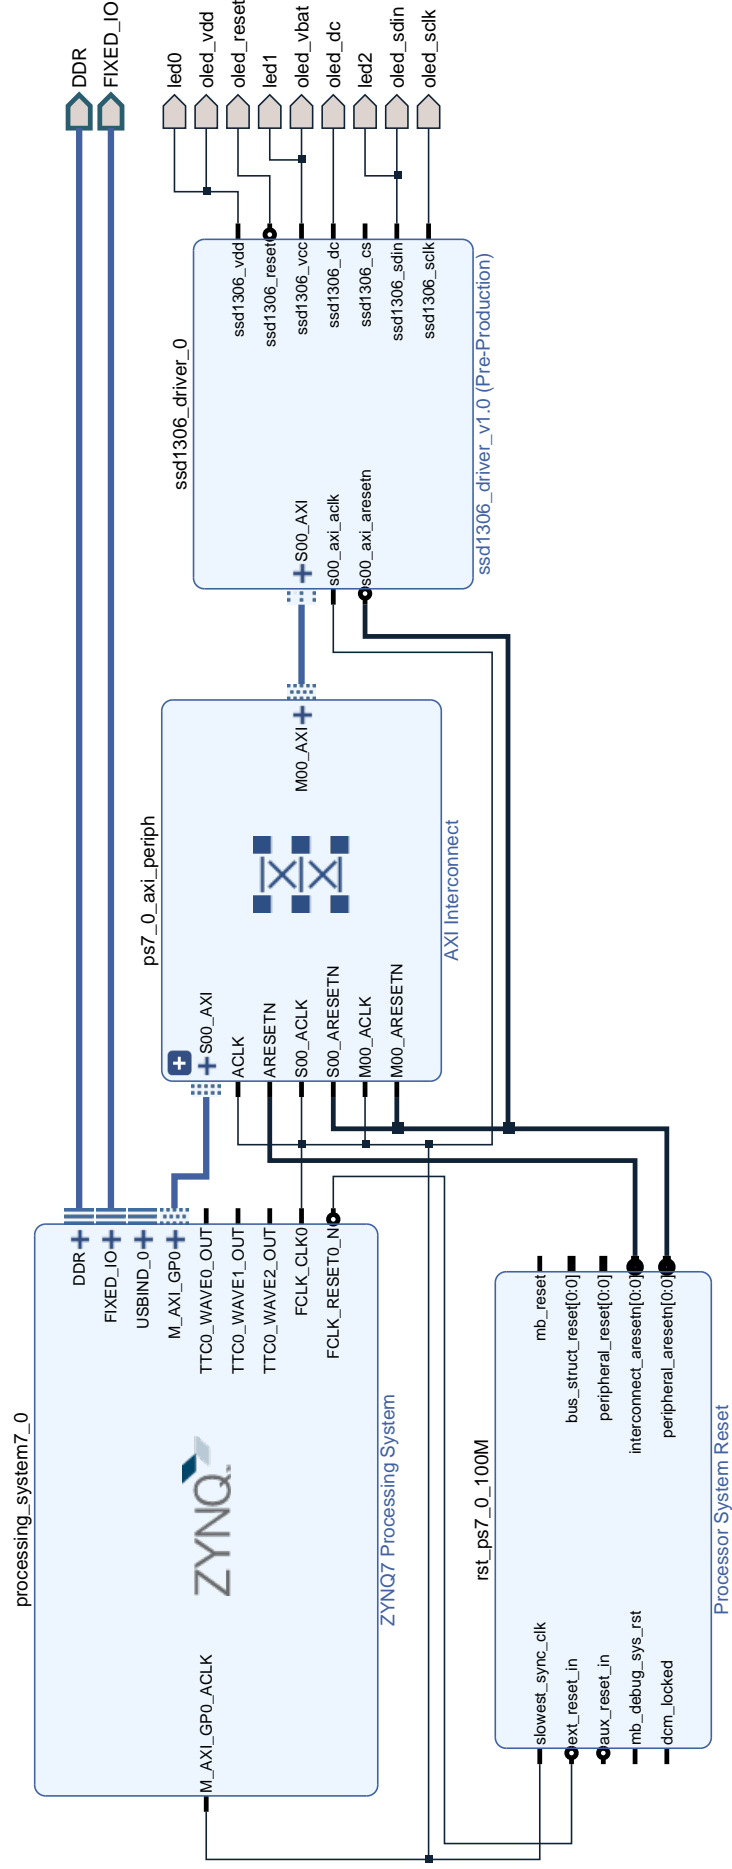 DDR
FIXED_IO
led0
oled_vdd
oled_reset
led1
oled_vbat
oled_dc
led2
oled_sdin
oled_sclk
ssd1306_driver_0
ssd1306_vdd
ssd1306_reset
ssd1306_vcc
ssd1306_dc
ssd1306_cs
ssd1306_sdin
ssd1306_sclk
S00_AXI
s00_axi_aclk
s00_axi_aresetn
ssd1306_driver_v1.0 (Pre-Production)
ps7_0_axi_periph
M00_AXI
S00_AXI
ACLK
ARESETN
S00_ACLK
S00_ARESETN
M00_ACLK
M00_ARESETN
AXI Interconnect
processing_system7_0
DDR
FIXED_IO
USBIND_0
M_AXI_GP0
TTC0_WAVE0_OUT
TTC0_WAVE1_OUT
TTC0_WAVE2_OUT
FCLK_CLK0
FCLK_RESET0_N
ZYNQ
M_AXI_GP0_ACLK
ZYNQ7 Processing System
rst_ps7_0_100M
mb_reset
bus_struct_reset[0:0]
peripheral_reset[0:0]
interconnect_aresetn[0:0]
peripheral_aresetn[0:0]
slowest_sync_clk
ext_reset_in
aux_reset_in
mb_debug_sys_rst
dcm_locked
Processor System Reset